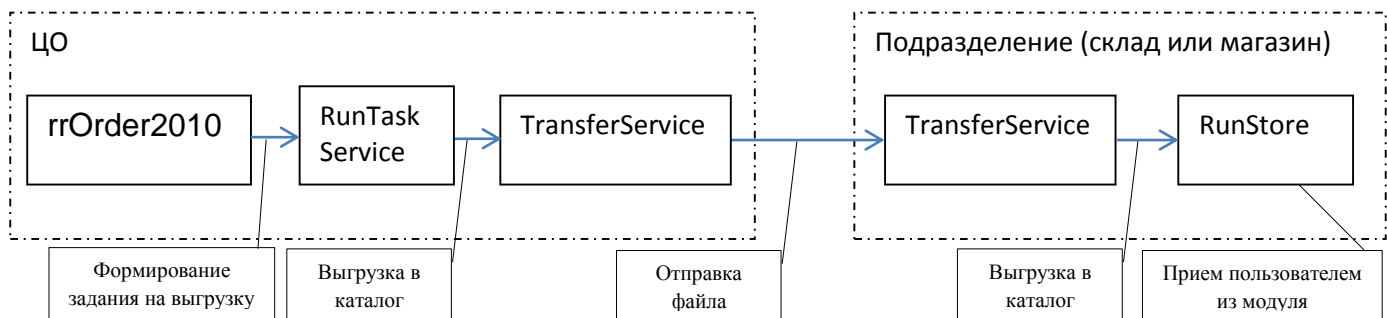 ЦО
Подразделение (склад или магазин)
rrOrder2010
RunTask
Service
TransferService
TransferService
RunStore
Формирование
задания на выгрузку
Выгрузка в
каталог
Отправка
файла
Выгрузка в
каталог
Прием пользователем
из модуля